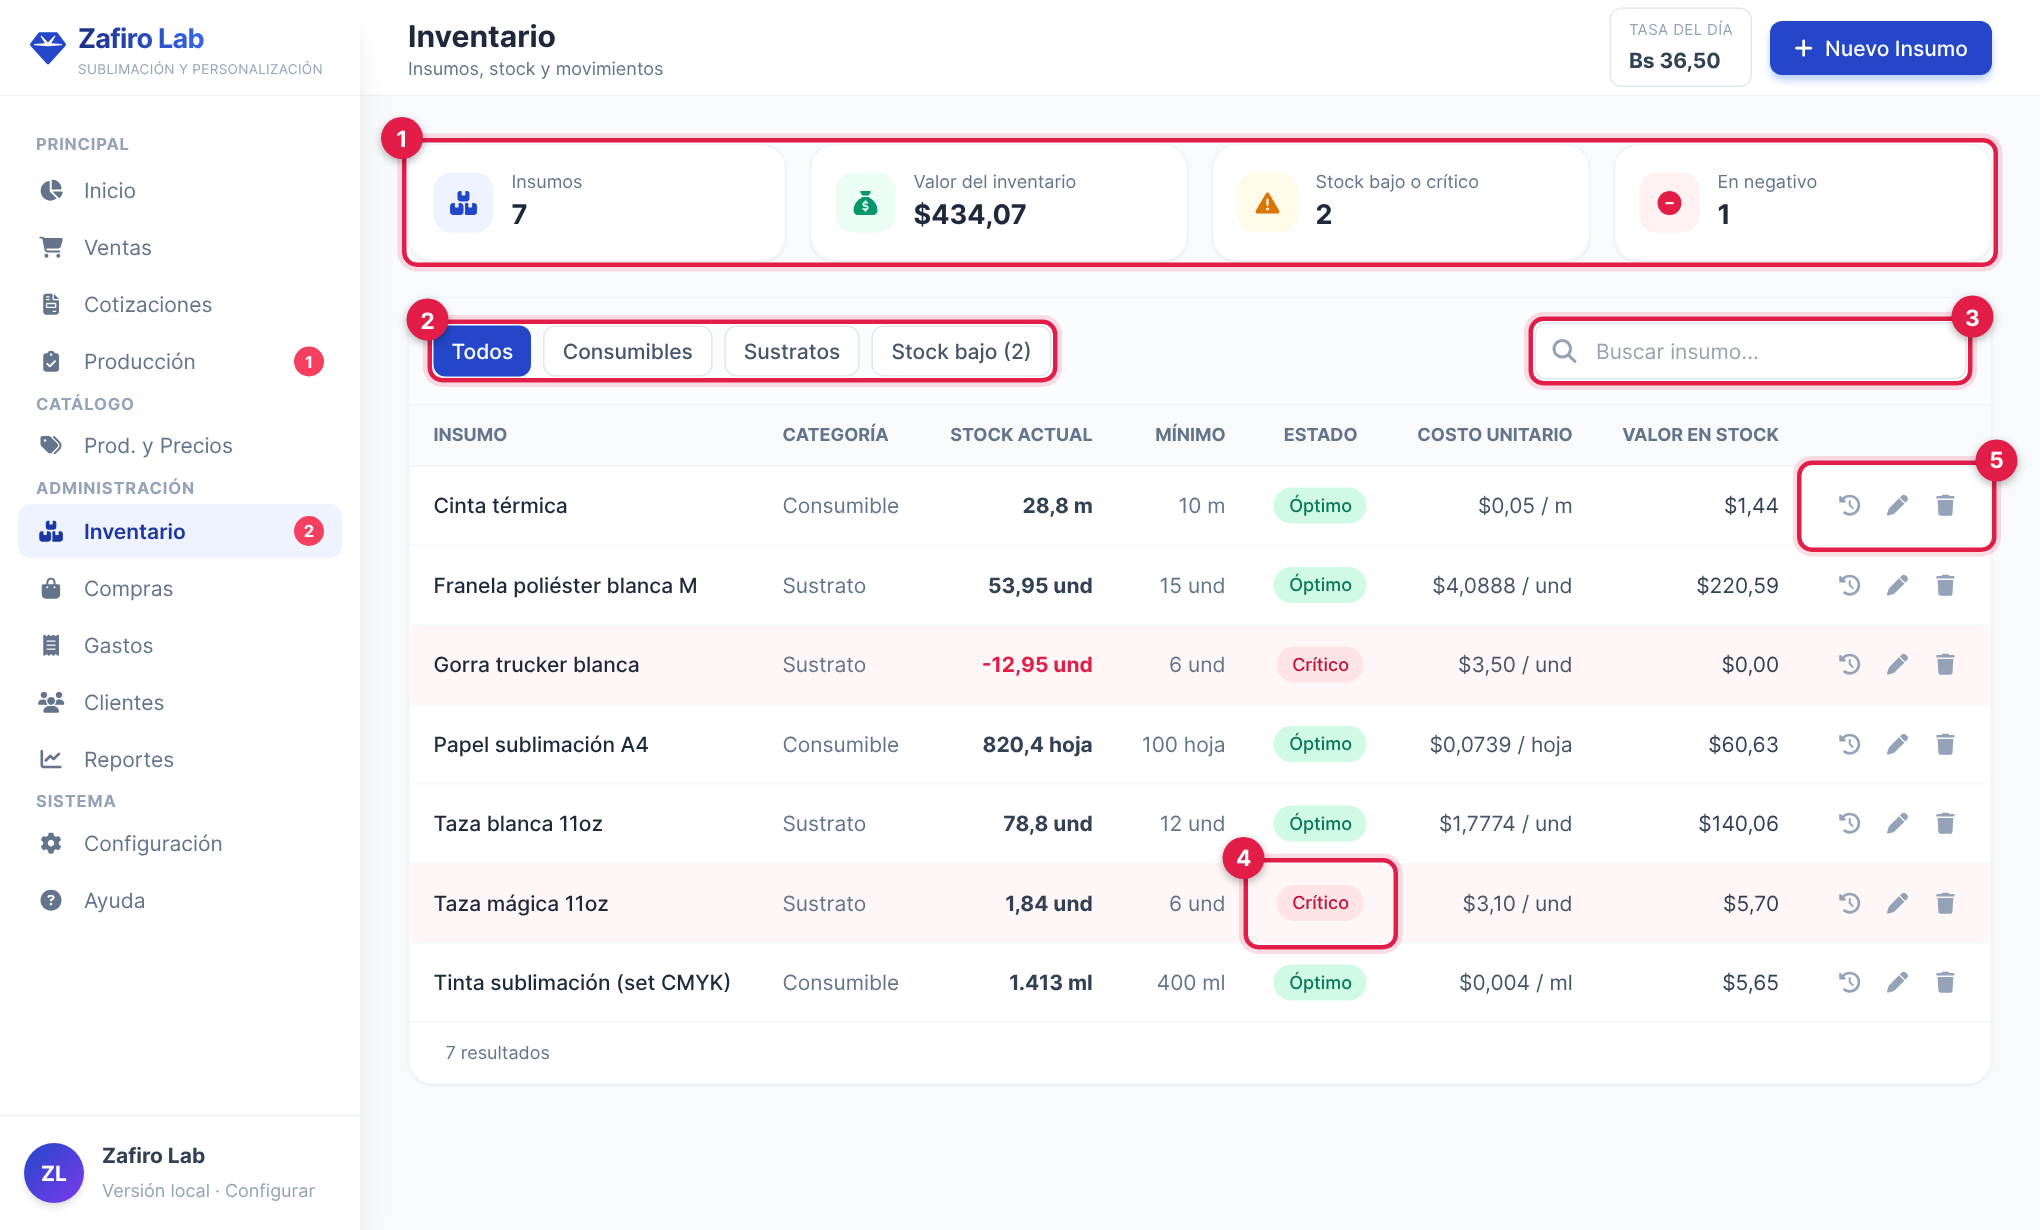 Zafiro Lab
SUBLIMACIÓN Y PERSONALIZACIÓN
PRINCIPAL
Inicio
Ventas
Cotizaciones
Producción 1
CATÁLOGO
Prod. y Precios
ADMINISTRACIÓN
Inventario 2
Compras
Gastos
Clientes
Reportes
SISTEMA
Configuración
Ayuda
ZL
Zafiro Lab
Versión local · Configurar
Inventario
Insumos, stock y movimientos
TASA DEL DÍA
Bs 36,50
+ Nuevo Insumo
1
Insumos
7
Valor del inventario
$434,07
Stock bajo o crítico
2
En negativo
1
2
Todos Consumibles Sustratos Stock bajo (2)
3
Buscar insumo...
INSUMO CATEGORÍA STOCK ACTUAL MÍNIMO ESTADO COSTO UNITARIO VALOR EN STOCK
5
Cinta térmica Consumible 28,8 m 10 m Óptimo $0,05 / m $1,44
Franela poliéster blanca M Sustrato 53,95 und 15 und Óptimo $4,0888 / und $220,59
Gorra trucker blanca Sustrato -12,95 und 6 und Crítico $3,50 / und $0,00
Papel sublimación A4 Consumible 820,4 hoja 100 hoja Óptimo $0,0739 / hoja $60,63
Taza blanca 11oz Sustrato 78,8 und 12 und Óptimo $1,7774 / und $140,06
4
Taza mágica 11oz Sustrato 1,84 und 6 und Crítico $3,10 / und $5,70
Tinta sublimación (set CMYK) Consumible 1.413 ml 400 ml Óptimo $0,004 / ml $5,65
7 resultados